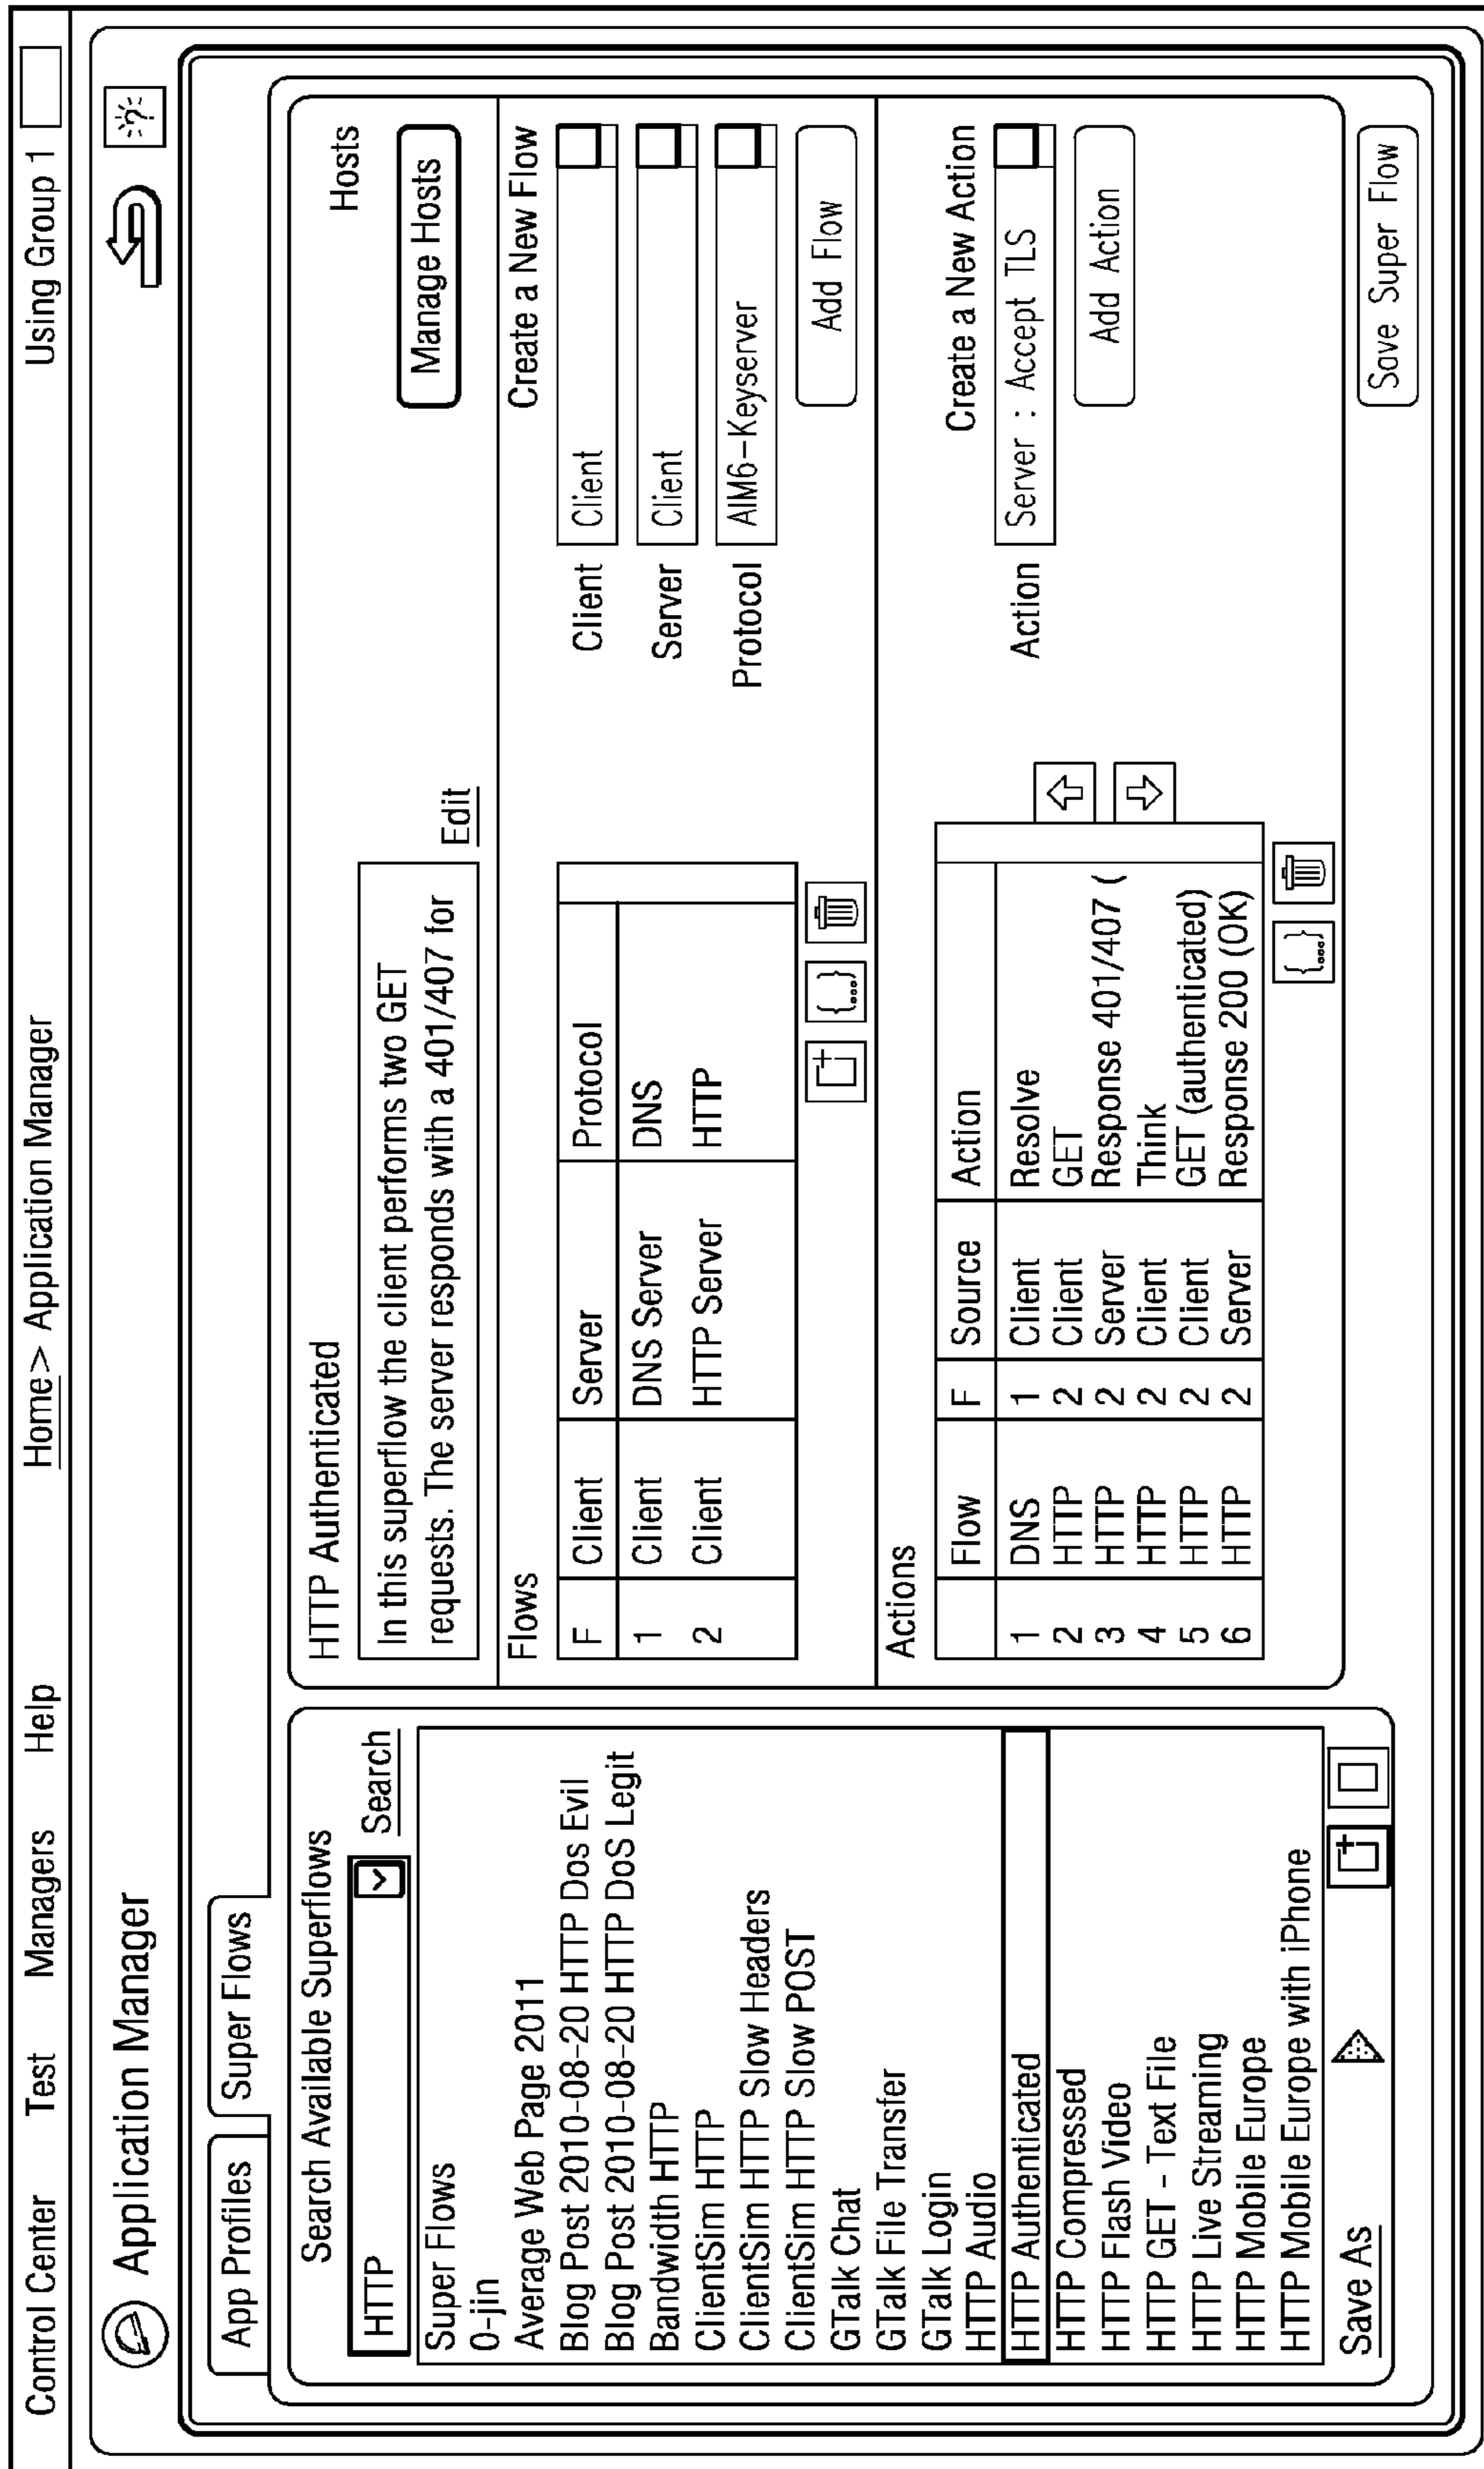 Control Center Test Managers Help Home > Application Manager Using Group 1
Application Manager
App Profiles Super Flows
Search Available Superflows
HTTP Search
Super Flows
0-jin
Average Web Page 2011
Blog Post 2010-08-20 HTTP Dos Evil
Blog Post 2010-08-20 HTTP DoS Legit
Bandwidth HTTP
ClientSim HTTP
ClientSim HTTP Slow Headers
ClientSim HTTP Slow POST
GTalk Chat
GTalk File Transfer
GTalk Login
HTTP Audio
HTTP Authenticated
HTTP Compressed
HTTP Flash Video
HTTP GET - Text File
HTTP Live Streaming
HTTP Mobile Europe
HTTP Mobile Europe with iPhone
Save As
HTTP Authenticated
In this superflow the client performs two GET
requests. The server responds with a 401/407 for
Edit
Hosts
Manage Hosts
Flows
F Client Server Protocol
1 Client DNS Server DNS
2 Client HTTP Server HTTP
{...}
Create a New Flow
Client Client
Server Client
Protocol AIM6-Keyserver
Add Flow
Actions
Flow F Source Action
1 DNS 1 Client Resolve
2 HTTP 2 Client GET
3 HTTP 2 Server Response 401/407 (
4 HTTP 2 Client Think
5 HTTP 2 Client GET (authenticated)
6 HTTP 2 Server Response 200 (OK)
{...}
Create a New Action
Action Server : Accept TLS
Add Action
Save Super Flow